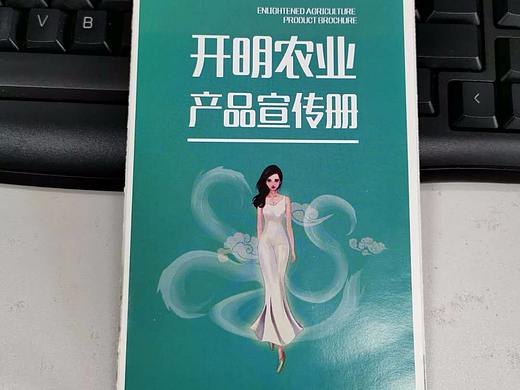 ENLIGHTENED AGRICULTURE
PRODUCT BROCHURE
开明农业
产品宣传册